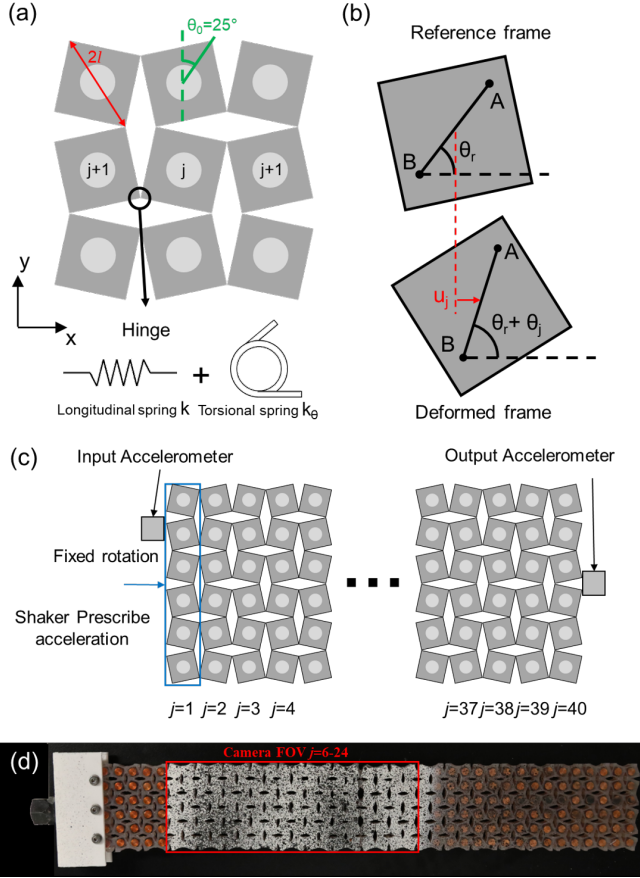 (a)
θ₀=25°
2l
j+1
j
j+1
y
x
Hinge
+
Longitudinal spring k
Torsional spring kθ
(b)
Reference frame
A
B
θr
uj
A
B
θr+ θj
Deformed frame
(c)
Input Accelerometer
Output Accelerometer
Fixed rotation
Shaker Prescribe
acceleration
j=1 j=2 j=3 j=4
j=37 j=38 j=39 j=40
(d)
Camera FOV j=6-24